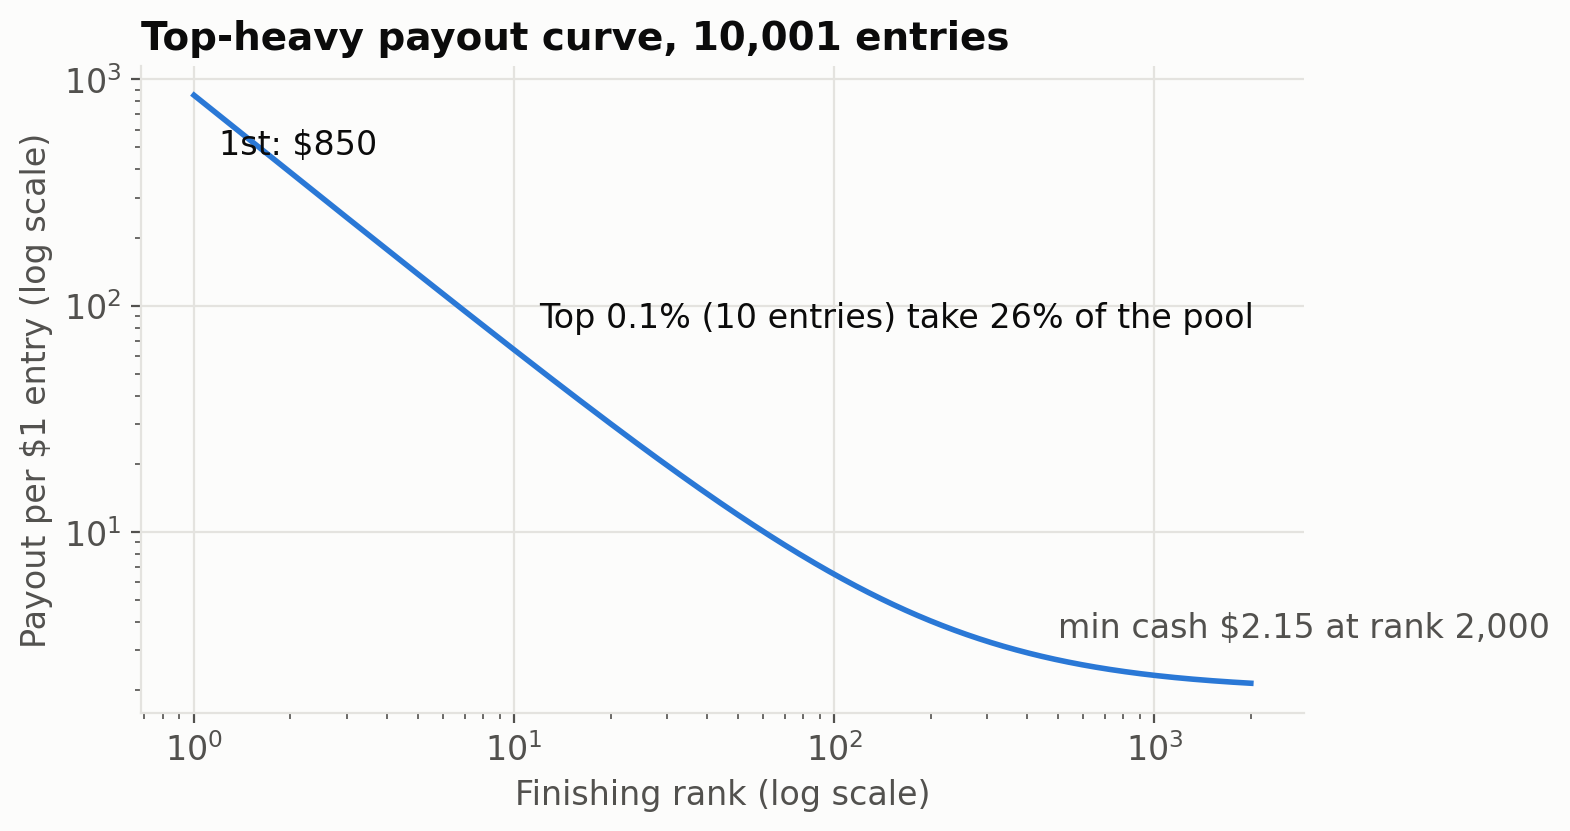 Top-heavy payout curve, 10,001 entries
Payout per $1 entry (log scale)
10³
10²
10¹
1st: $850
Top 0.1% (10 entries) take 26% of the pool
min cash $2.15 at rank 2,000
10⁰ 10¹ 10² 10³
Finishing rank (log scale)